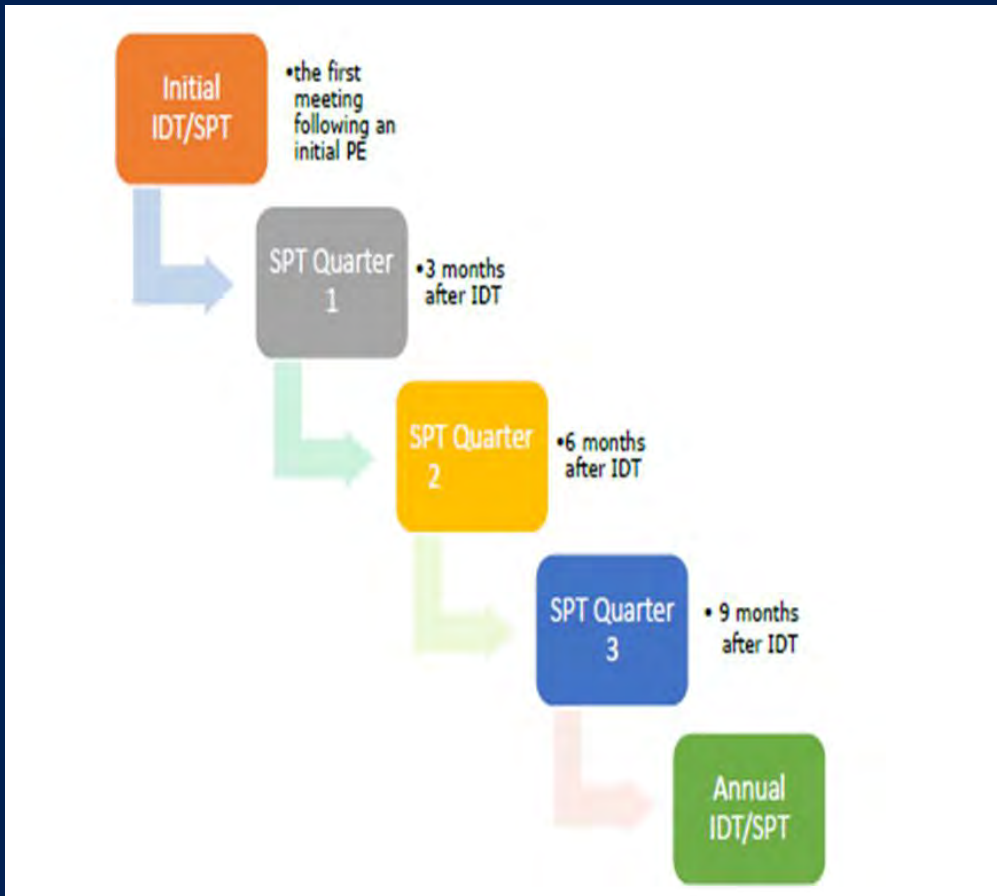 Initial
IDT/SPT
•the first
meeting
following an
initial PE
SPT Quarter
1
•3 months
after IDT
SPT Quarter
2
•6 months
after IDT
SPT Quarter
3
• 9 months
after IDT
Annual
IDT/SPT